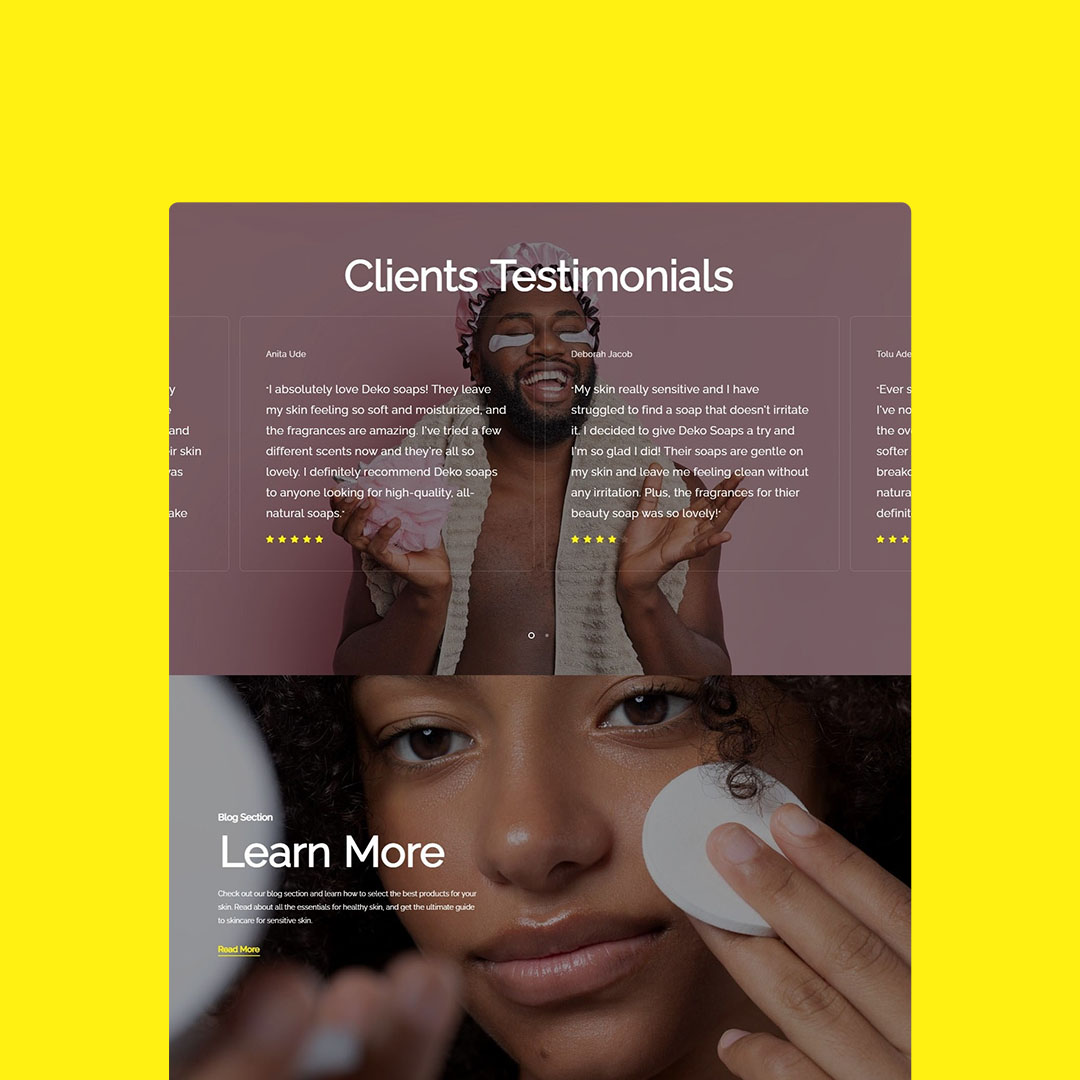 Clients Testimonials
y
e
and
eir skin
was
ake
Anita Ude
"I absolutely love Deko soaps! They leave
my skin feeling so soft and moisturized, and
the fragrances are amazing. I've tried a few
different scents now and they're all so
lovely. I definitely recommend Deko soaps
to anyone looking for high-quality, all-
natural soaps."
Deborah Jacob
"My skin really sensitive and I have
struggled to find a soap that doesn't irritate
it. I decided to give Deko Soaps a try and
I'm so glad I did! Their soaps are gentle on
my skin and leave me feeling clean without
any irritation. Plus, the fragrances for thier
beauty soap was so lovely!"
Tolu Ade
"Ever s
I've no
the ov
softer
breako
natura
definit
Blog Section
Learn More
Check out our blog section and learn how to select the best products for your
skin. Read about all the essentials for healthy skin, and get the ultimate guide
to skincare for sensitive skin.
Read More